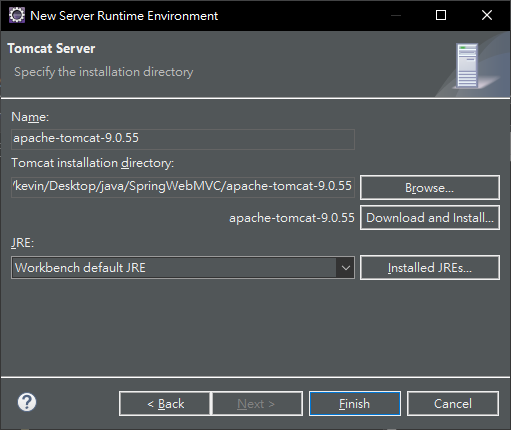 New Server Runtime Environment
Tomcat Server
Specify the installation directory
Name:
apache-tomcat-9.0.55
Tomcat installation directory:
/kevin/Desktop/java/SpringWebMVC/apache-tomcat-9.0.55
Browse...
apache-tomcat-9.0.55
Download and Install...
JRE:
Workbench default JRE
Installed JREs...
?
< Back
Next >
Finish
Cancel